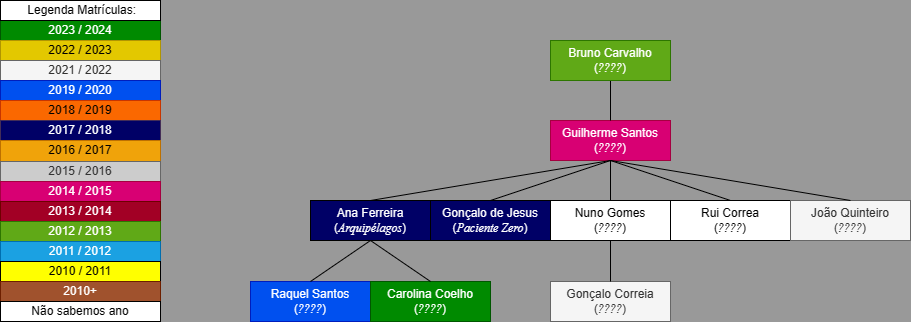 Legenda Matrículas:
2023 / 2024
2022 / 2023
2021 / 2022
2019 / 2020
2018 / 2019
2017 / 2018
2016 / 2017
2015 / 2016
2014 / 2015
2013 / 2014
2012 / 2013
2011 / 2012
2010 / 2011
2010+
Não sabemos ano
Bruno Carvalho
(????)
Guilherme Santos
(????)
Ana Ferreira
(Arquipélagos)
Gonçalo de Jesus
(Paciente Zero)
Nuno Gomes
(????)
Rui Correa
(????)
João Quinteiro
(????)
Raquel Santos
(????)
Carolina Coelho
(????)
Gonçalo Correia
(????)